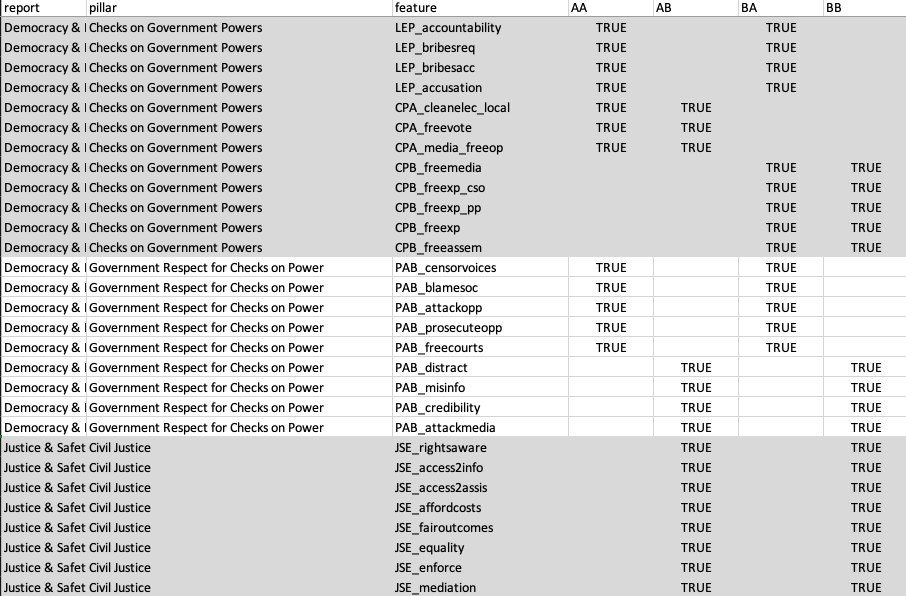 report pillar feature AA AB BA BB
Democracy & Checks on Government Powers LEP_accountability TRUE TRUE
Democracy & Checks on Government Powers LEP_bribesreq TRUE TRUE
Democracy & Checks on Government Powers LEP_bribesacc TRUE TRUE
Democracy & Checks on Government Powers LEP_accusation TRUE TRUE
Democracy & Checks on Government Powers CPA_cleanelec_local TRUE TRUE
Democracy & Checks on Government Powers CPA_freevote TRUE TRUE
Democracy & Checks on Government Powers CPA_media_freeop TRUE TRUE
Democracy & Checks on Government Powers CPB_freemedia TRUE TRUE
Democracy & Checks on Government Powers CPB_freexp_cso TRUE TRUE
Democracy & Checks on Government Powers CPB_freexp_pp TRUE TRUE
Democracy & Checks on Government Powers CPB_freexp TRUE TRUE
Democracy & Checks on Government Powers CPB_freeassem TRUE TRUE
Democracy & Government Respect for Checks on Power PAB_censorvoices TRUE TRUE
Democracy & Government Respect for Checks on Power PAB_blamesoc TRUE TRUE
Democracy & Government Respect for Checks on Power PAB_attackopp TRUE TRUE
Democracy & Government Respect for Checks on Power PAB_prosecuteopp TRUE TRUE
Democracy & Government Respect for Checks on Power PAB_freecourts TRUE TRUE
Democracy & Government Respect for Checks on Power PAB_distract TRUE TRUE
Democracy & Government Respect for Checks on Power PAB_misinfo TRUE TRUE
Democracy & Government Respect for Checks on Power PAB_credibility TRUE TRUE
Democracy & Government Respect for Checks on Power PAB_attackmedia TRUE TRUE
Justice & Safet Civil Justice JSE_rightsaware TRUE TRUE
Justice & Safet Civil Justice JSE_access2info TRUE TRUE
Justice & Safet Civil Justice JSE_access2assis TRUE TRUE
Justice & Safet Civil Justice JSE_affordcosts TRUE TRUE
Justice & Safet Civil Justice JSE_fairoutcomes TRUE TRUE
Justice & Safet Civil Justice JSE_equality TRUE TRUE
Justice & Safet Civil Justice JSE_enforce TRUE TRUE
Justice & Safet Civil Justice JSE_mediation TRUE TRUE